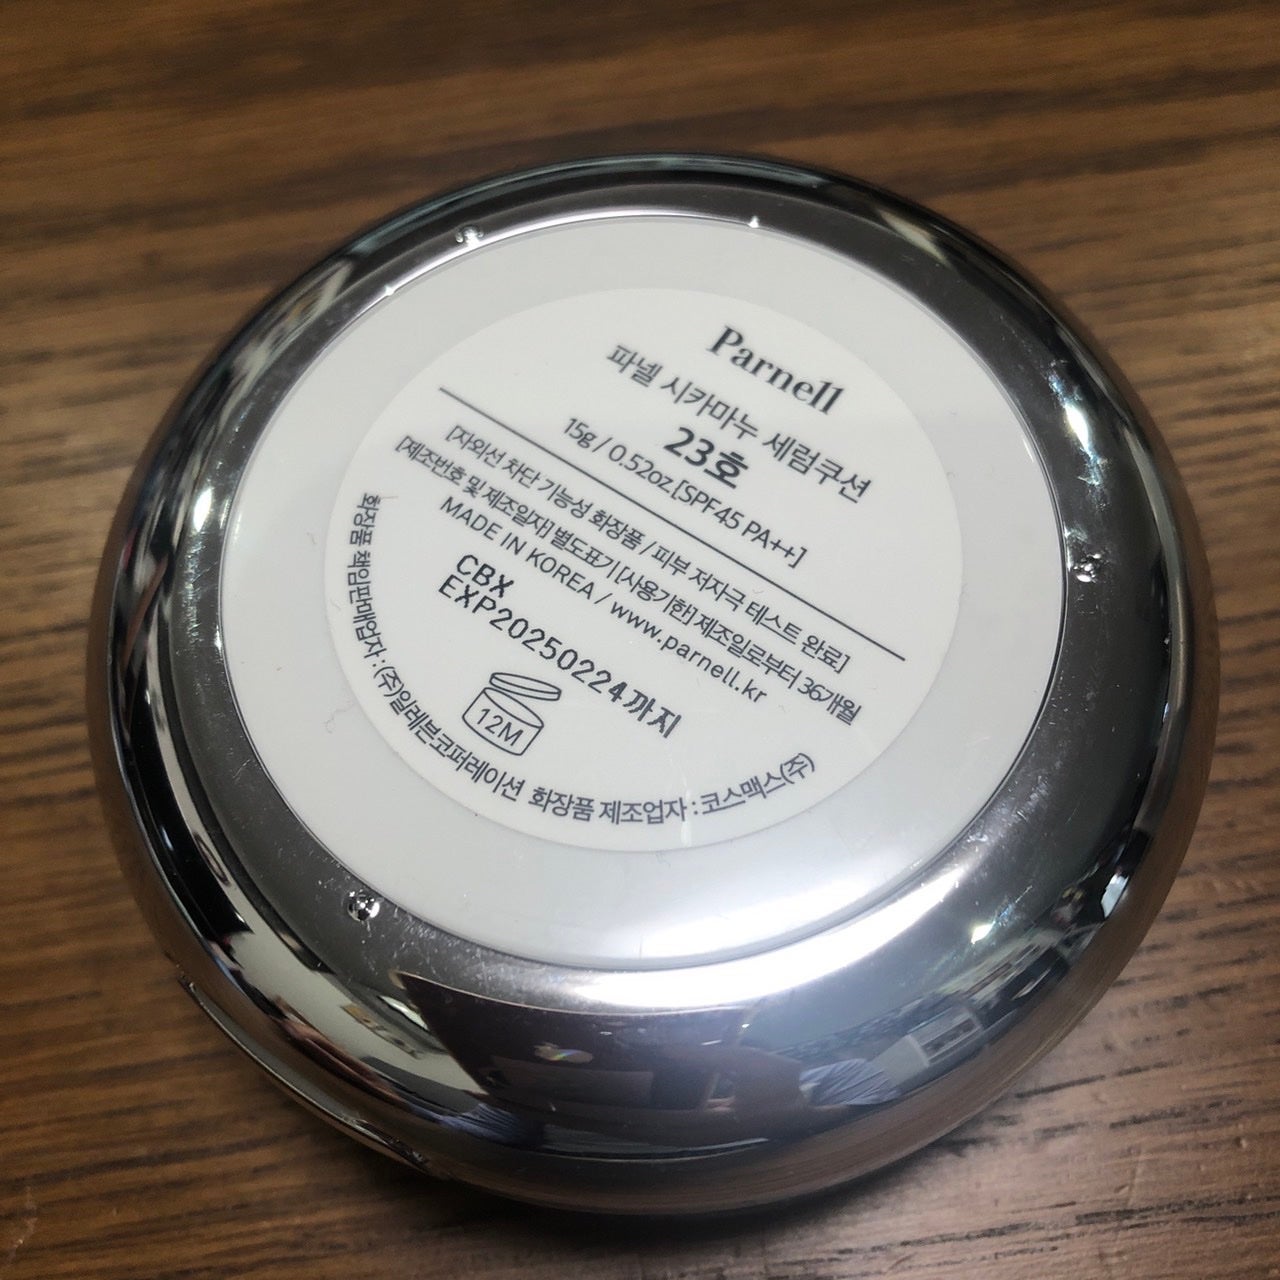 Parnell
파넬 시카마누 세럼쿠션
23호
15g / 0.52oz.[SPF45 PA++]
[자외선 차단 기능성 화장품 / 피부 저자극 테스트 완료]
[제조번호 및 제조일자] 별도표기 [사용기한] 제조일로부터 36개월
MADE IN KOREA / www.parnell.kr
CBX
EXP20250224까지
12M
화장품 책임판매업자 : (주)일레븐코퍼레이션 화장품 제조업자 : 코스맥스(주)